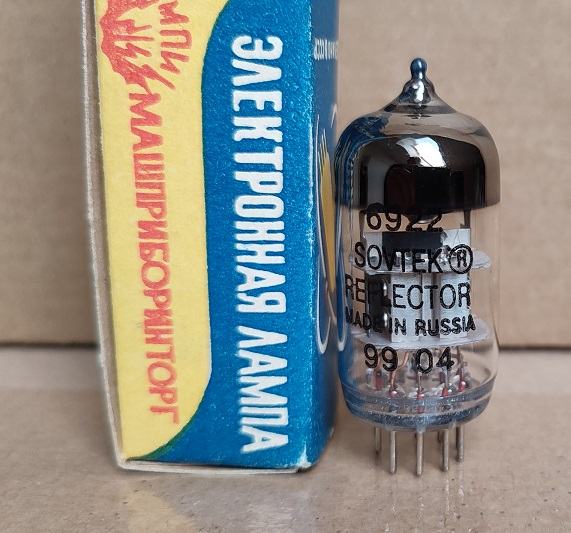 МАШПРИБОРИНТОРГ
ЭЛЕКТРОННАЯ ЛАМПА
6922
SOVTEK®
REFLECTOR
MADE IN RUSSIA
99 04